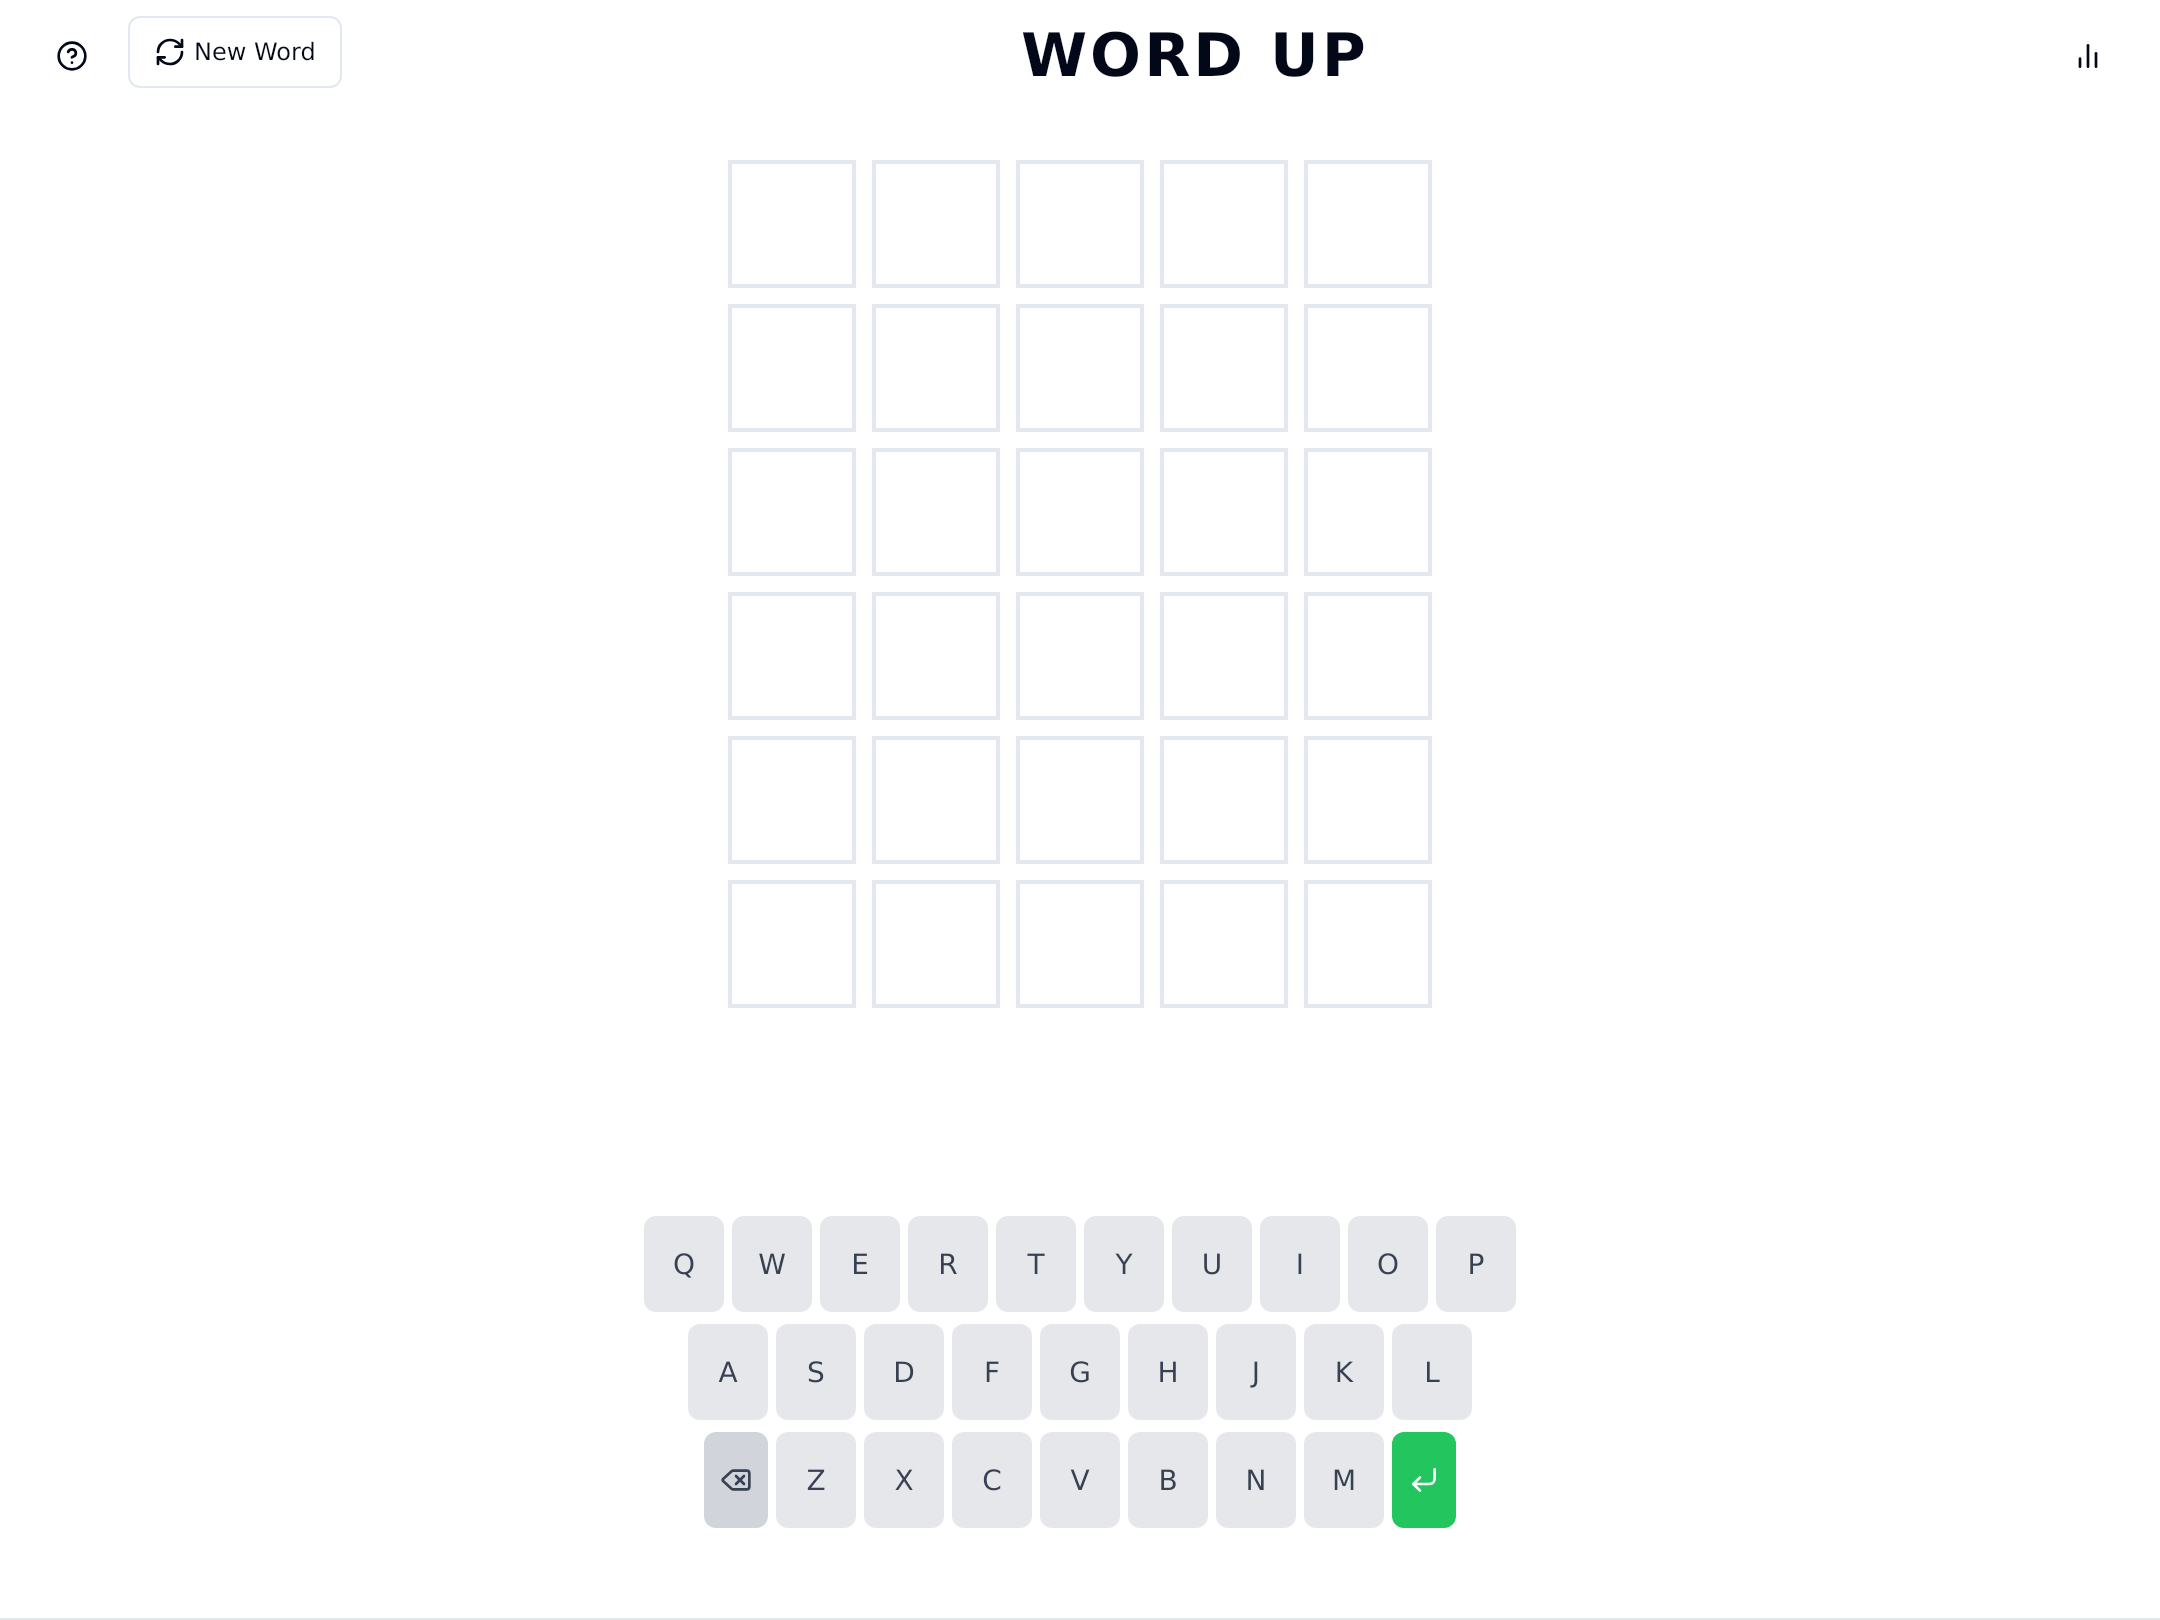 New Word
WORD UP
Q W E R T Y U I O P
A S D F G H J K L
Z X C V B N M